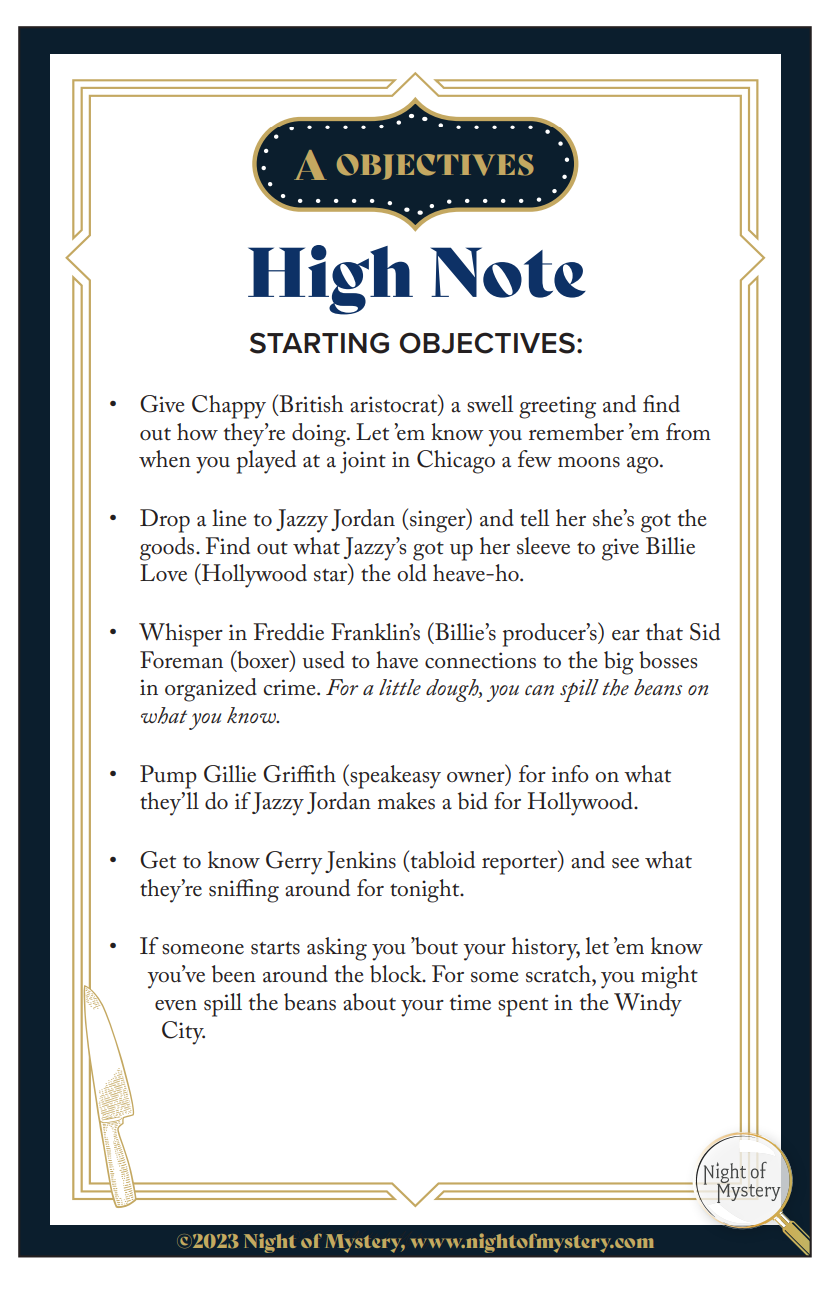 A OBJECTIVES
High Note
STARTING OBJECTIVES:
• Give Chappy (British aristocrat) a swell greeting and find
out how they're doing. Let 'em know you remember 'em from
when you played at a joint in Chicago a few moons ago.
• Drop a line to Jazzy Jordan (singer) and tell her she's got the
goods. Find out what Jazzy's got up her sleeve to give Billie
Love (Hollywood star) the old heave-ho.
• Whisper in Freddie Franklin's (Billie's producer's) ear that Sid
Foreman (boxer) used to have connections to the big bosses
in organized crime. For a little dough, you can spill the beans on
what you know.
• Pump Gillie Griffith (speakeasy owner) for info on what
they'll do if Jazzy Jordan makes a bid for Hollywood.
• Get to know Gerry Jenkins (tabloid reporter) and see what
they're sniffing around for tonight.
• If someone starts asking you 'bout your history, let 'em know
you've been around the block. For some scratch, you might
even spill the beans about your time spent in the Windy
City.
Night of
Mystery
©2023 Night of Mystery, www.nightofmystery.com